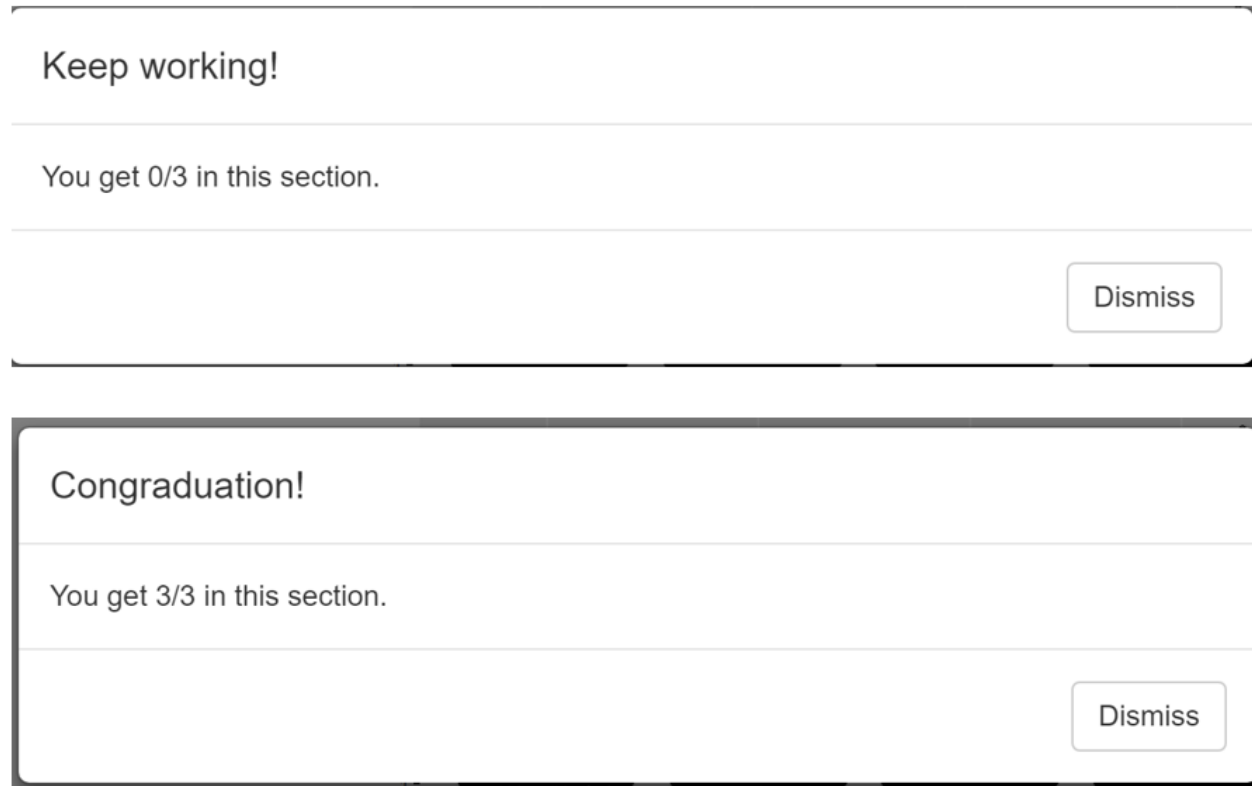 Keep working!
You get 0/3 in this section.
Dismiss
Congraduation!
You get 3/3 in this section.
Dismiss